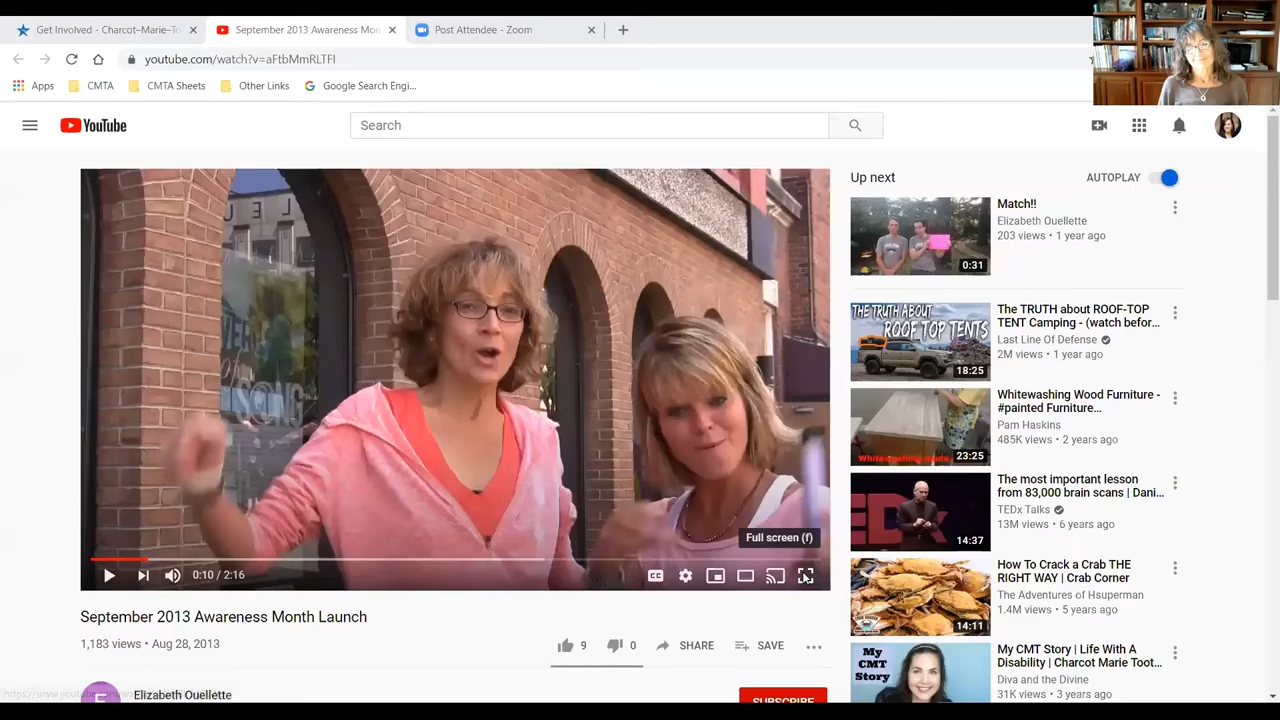 Get Involved - Charcot–Marie–To
September 2013 Awareness Mon
Post Attendee - Zoom
youtube.com/watch?v=aFtbMmRLTFI
Apps
CMTA
CMTA Sheets
Other Links
Google Search Engi...
YouTube
Search
Full screen (f)
CC
0:10 / 2:16
September 2013 Awareness Month Launch
1,183 views • Aug 28, 2013
9
0
SHARE
SAVE
Elizabeth Ouellette
SUBSCRIBE
Up next
AUTOPLAY
Match!!
Elizabeth Ouellette
203 views • 1 year ago
0:31
THE TRUTH ABOUT
ROOF TOP TENTS
18:25
The TRUTH about ROOF-TOP
TENT Camping - (watch befor...
Last Line Of Defense
2M views • 1 year ago
23:25
Whitewashing Wood Furniture -
#painted Furniture...
Pam Haskins
485K views • 2 years ago
14:37
The most important lesson
from 83,000 brain scans | Dani...
TEDx Talks
13M views • 6 years ago
14:11
How To Crack a Crab THE
RIGHT WAY | Crab Corner
The Adventures of Hsuperman
1.4M views • 5 years ago
My
CMT
Story
My CMT Story | Life With A
Disability | Charcot Marie Toot...
Diva and the Divine
31K views • 3 years ago